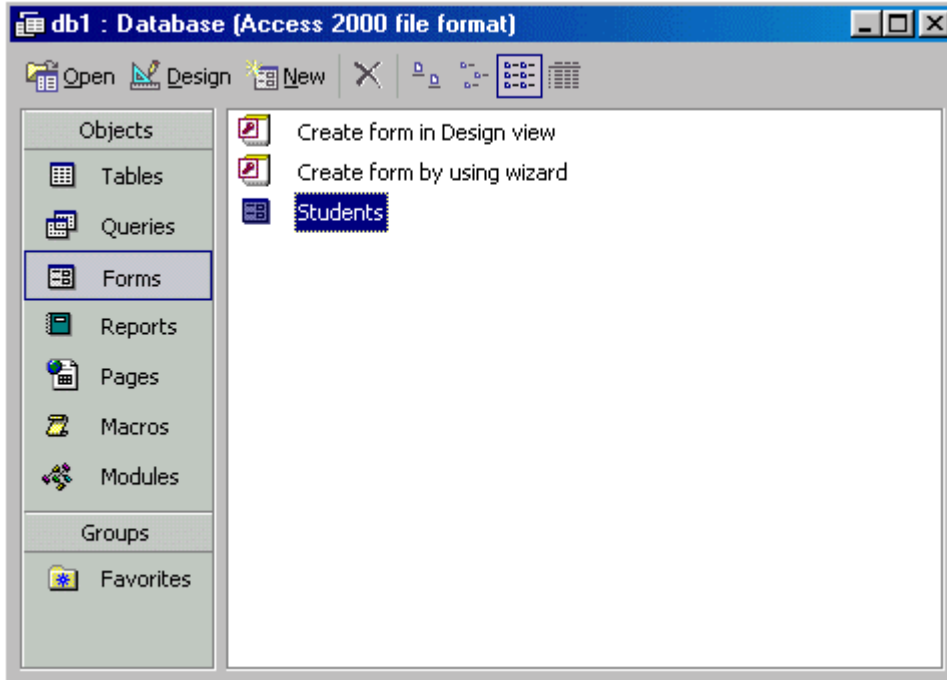 db1 : Database (Access 2000 file format)
Open Design New
Objects
Tables
Queries
Forms
Reports
Pages
Macros
Modules
Groups
Favorites
Create form in Design view
Create form by using wizard
Students